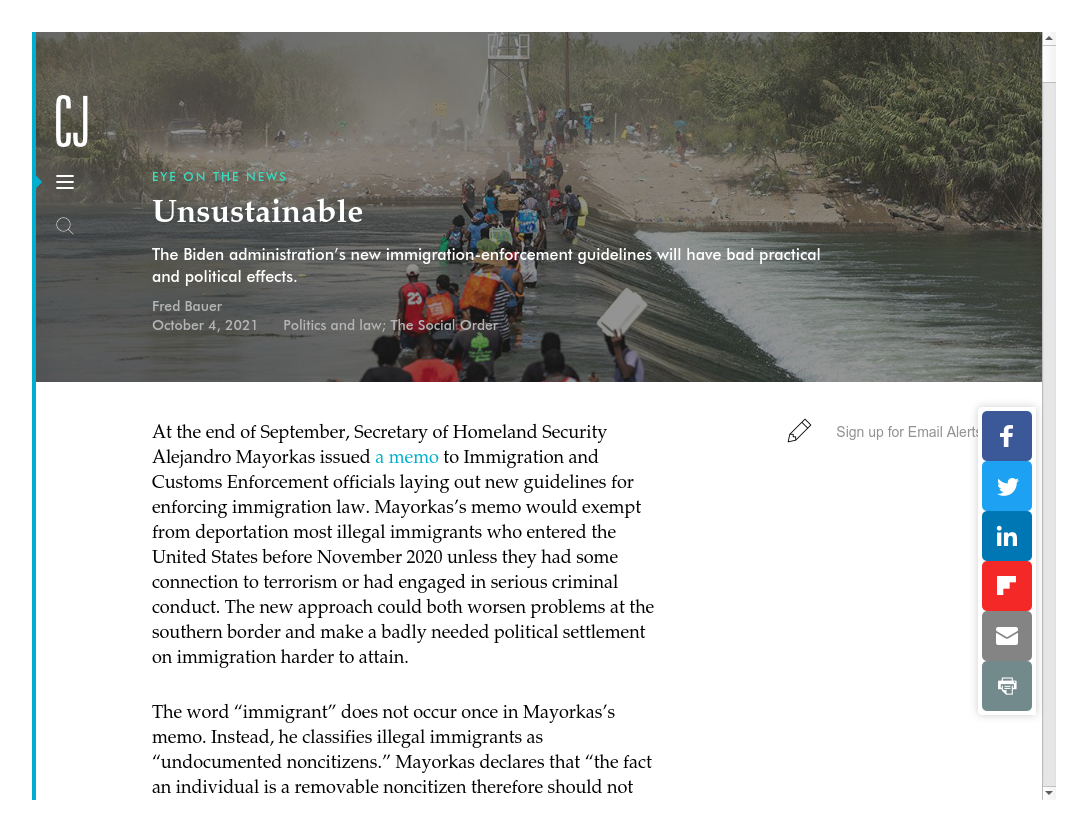 CJ
EYE ON THE NEWS
Unsustainable
The Biden administration’s new immigration-enforcement guidelines will have bad practical
and political effects.
Fred Bauer
October 4, 2021 Politics and law; The Social Order
23
At the end of September, Secretary of Homeland Security
Alejandro Mayorkas issued a memo to Immigration and
Customs Enforcement officials laying out new guidelines for
enforcing immigration law. Mayorkas’s memo would exempt
from deportation most illegal immigrants who entered the
United States before November 2020 unless they had some
connection to terrorism or had engaged in serious criminal
conduct. The new approach could both worsen problems at the
southern border and make a badly needed political settlement
on immigration harder to attain.
Sign up for Email Alerts
The word “immigrant” does not occur once in Mayorkas’s
memo. Instead, he classifies illegal immigrants as
“undocumented noncitizens.” Mayorkas declares that “the fact
an individual is a removable noncitizen therefore should not